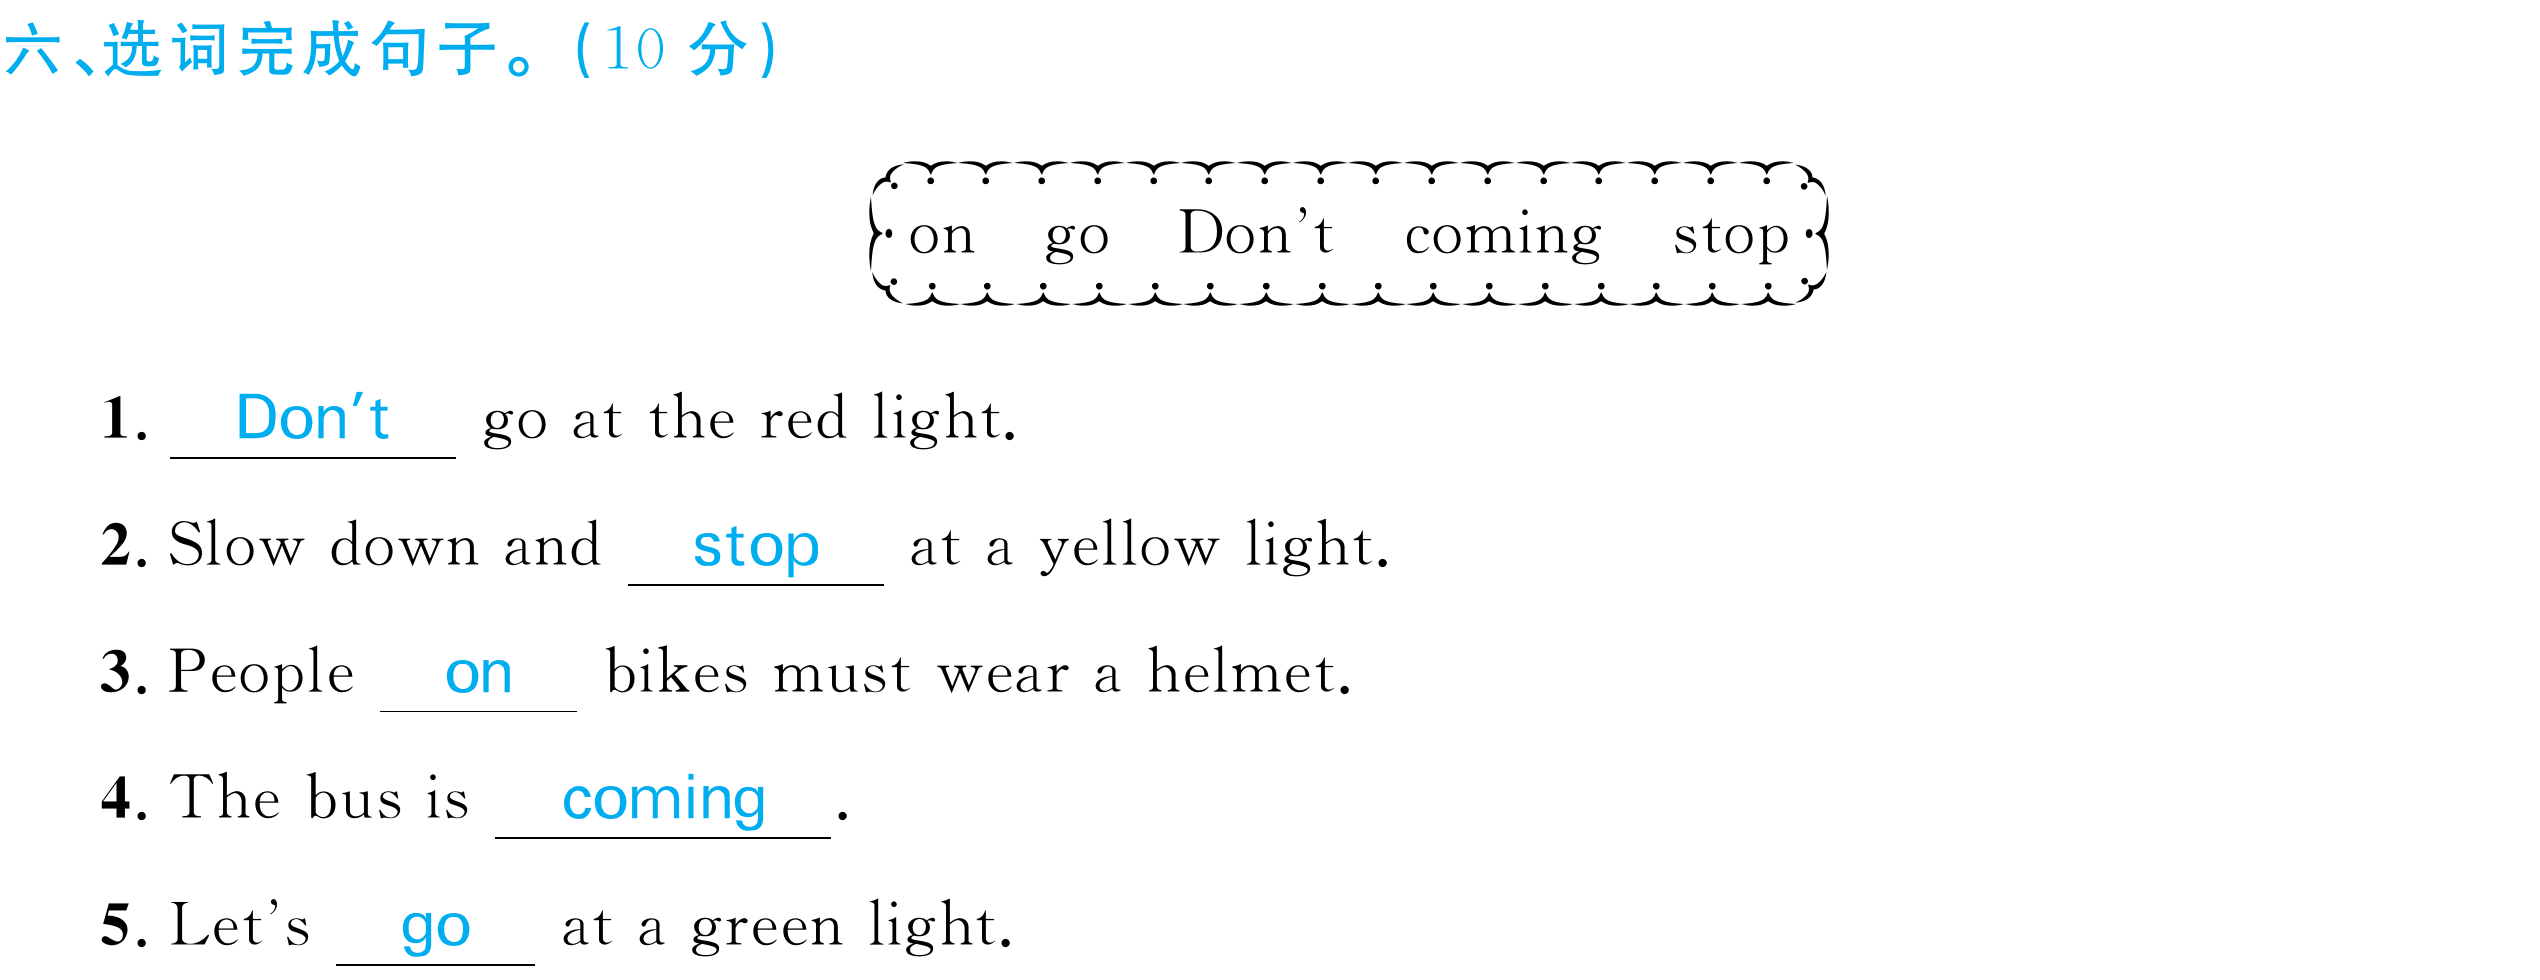 六、选词完成句子。(10 分)
on go Don't coming stop
1. Don't go at the red light.
2. Slow down and stop at a yellow light.
3. People on bikes must wear a helmet.
4. The bus is coming .
5. Let's go at a green light.